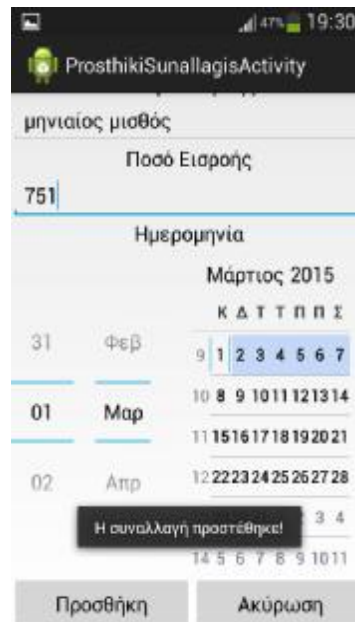 47% 19:30
ProsthikiSunallagisActivity
μηνιαίος μισθός
Ποσό Εισροής
751
Ημερομηνία
Μάρτιος 2015
Κ Δ Τ Τ Π Π Σ
31 Φεβ
9 1 2 3 4 5 6 7
01 Μαρ
10 8 9 10 11 12 13 14
11 15 16 17 18 19 20 21
02 Απρ
12 22 23 24 25 26 27 28
3 4
Η συναλλαγή προστέθηκε!
14 5 6 7 8 9 10 11
Προσθήκη Ακύρωση